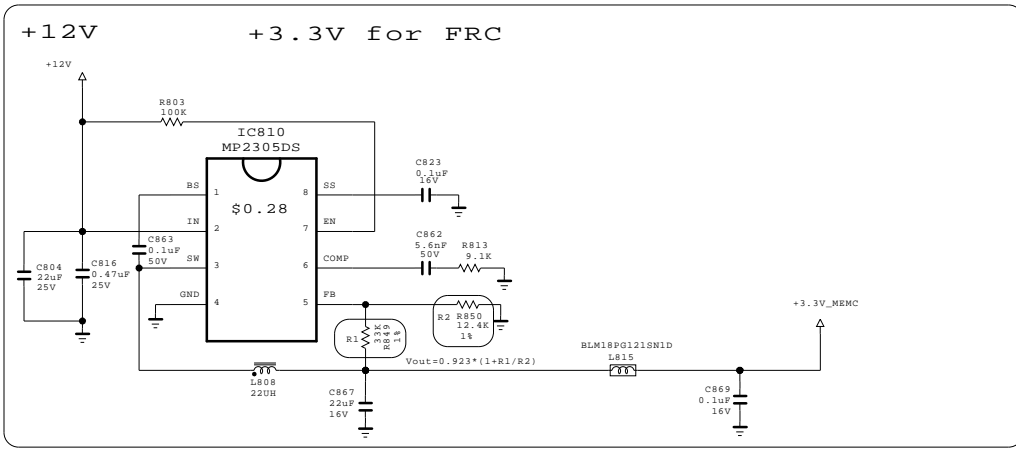 +12V
+3.3V for FRC
+12V
R803
100K
IC810
MP2305DS
$0.28
BS
1
IN
2
SW
3
GND
4
8
SS
7
EN
6
COMP
5
FB
C823
0.1uF
16V
C862
5.6nF
50V
R813
9.1K
C863
0.1uF
50V
C804
22uF
25V
C816
0.47uF
25V
R1
33K
R849
1%
R2
R850
12.4K
1%
Vout=0.923*(1+R1/R2)
+3.3V_MEMC
BLM18PG121SN1D
L815
L808
22UH
C867
22uF
16V
C869
0.1uF
16V